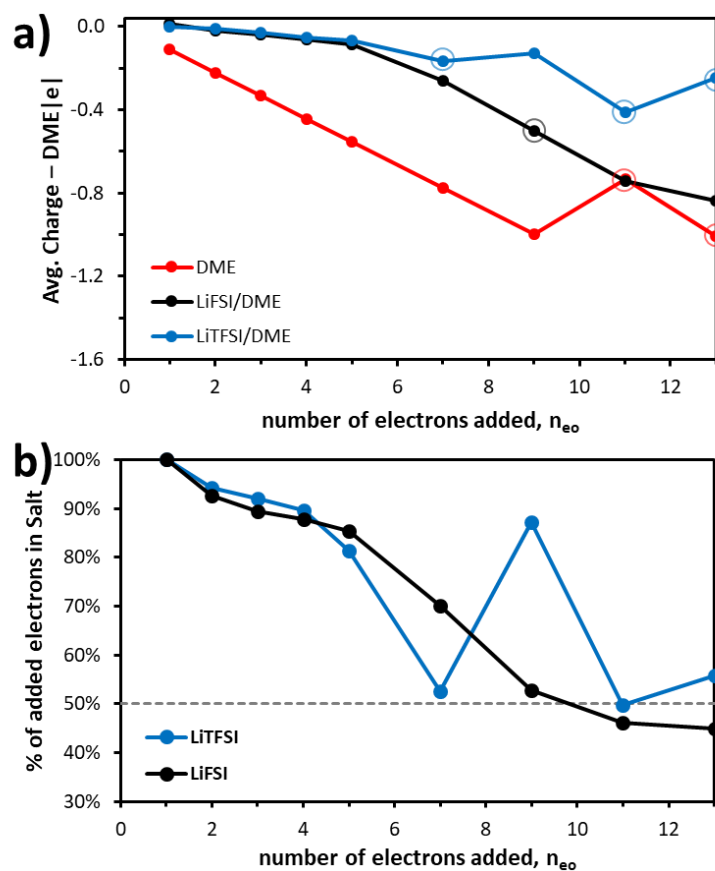 a)
0.0
-0.4
-0.8
-1.2
-1.6
Avg. Charge – DME|e|
DME
LiFSI/DME
LiTFSI/DME
0 2 4 6 8 10 12
number of electrons added, neo
b)
100%
90%
80%
70%
60%
50%
40%
30%
% of added electrons in Salt
LiTFSI
LiFSI
0 2 4 6 8 10 12
number of electrons added, neo